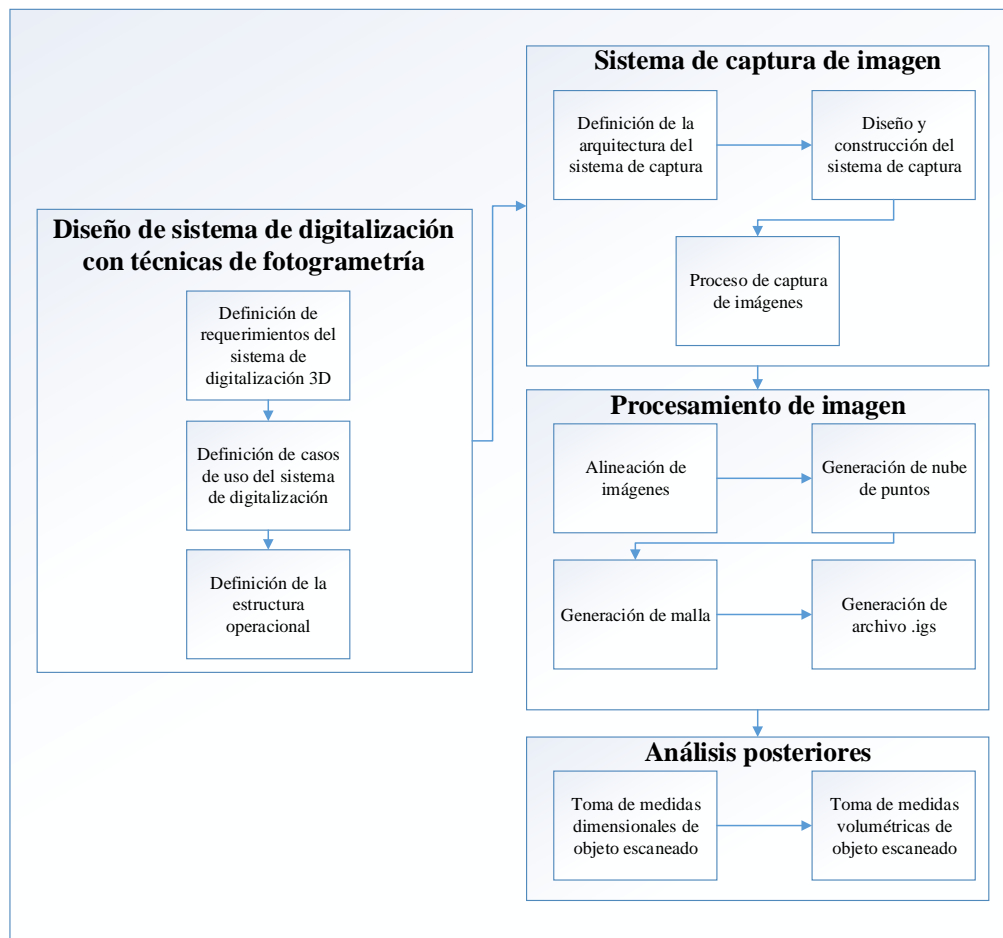 Diseño de sistema de digitalización
con técnicas de fotogrametría
Definición de
requerimientos del
sistema de
digitalización 3D
Definición de casos
de uso del sistema
de digitalización
Definición de la
estructura
operacional
Sistema de captura de imagen
Definición de la
arquitectura del
sistema de captura
Diseño y
construcción del
sistema de captura
Proceso de captura
de imágenes
Procesamiento de imagen
Alineación de
imágenes
Generación de nube
de puntos
Generación de malla
Generación de
archivo .igs
Análisis posteriores
Toma de medidas
dimensionales de
objeto escaneado
Toma de medidas
volumétricas de
objeto escaneado